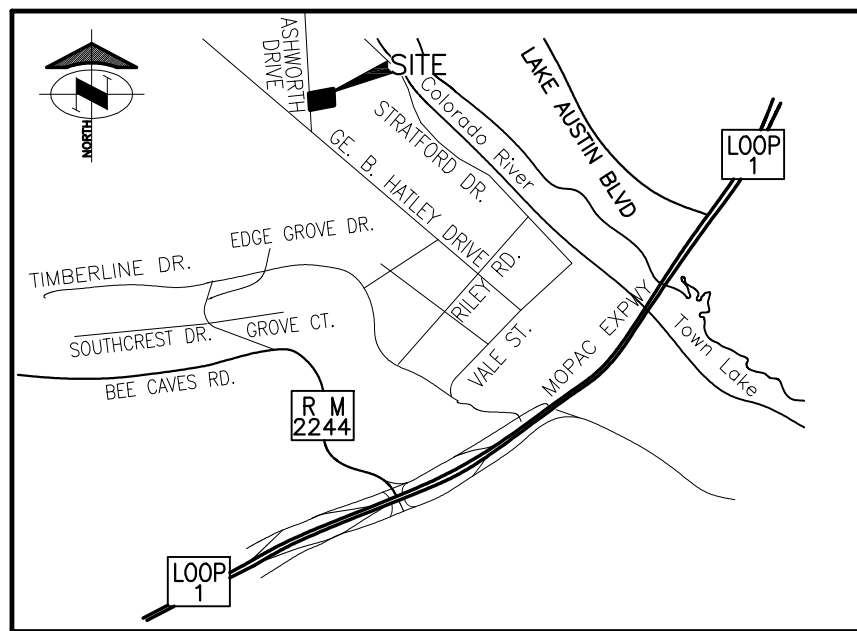 ASHWORTH
DRIVE
SITE
Colorado River
LAKE AUSTIN BLVD
LOOP
1
NORTH
STRATFORD DR.
GE. B. HATLEY DRIVE
EDGE GROVE DR.
TIMBERLINE DR.
RILEY RD.
SOUTHCREST DR.
GROVE CT.
VALE ST.
MOPAC EXPWY
Town Lake
BEE CAVES RD.
R M
2244
LOOP
1